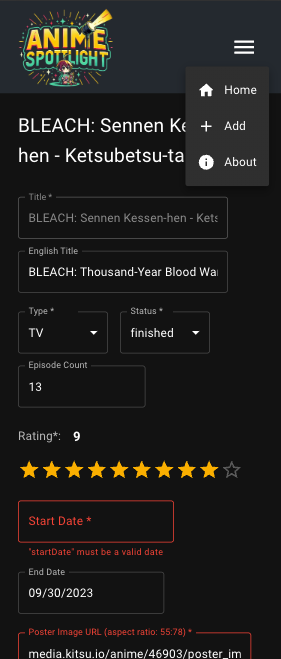 ANIME
SPOTLIGHT
Home
Add
About
BLEACH: Sennen Ke
hen - Ketsubetsu-ta
Title *
BLEACH: Sennen Kessen-hen - Kets
English Title
BLEACH: Thousand-Year Blood Wa
Type *
Status *
TV
finished
Episode Count
13
Rating*: 9
Start Date *
"startDate" must be a valid date
End Date
09/30/2023
Poster Image URL (aspect ratio: 55:78) *
media.kitsu.io/anime/46903/poster_im